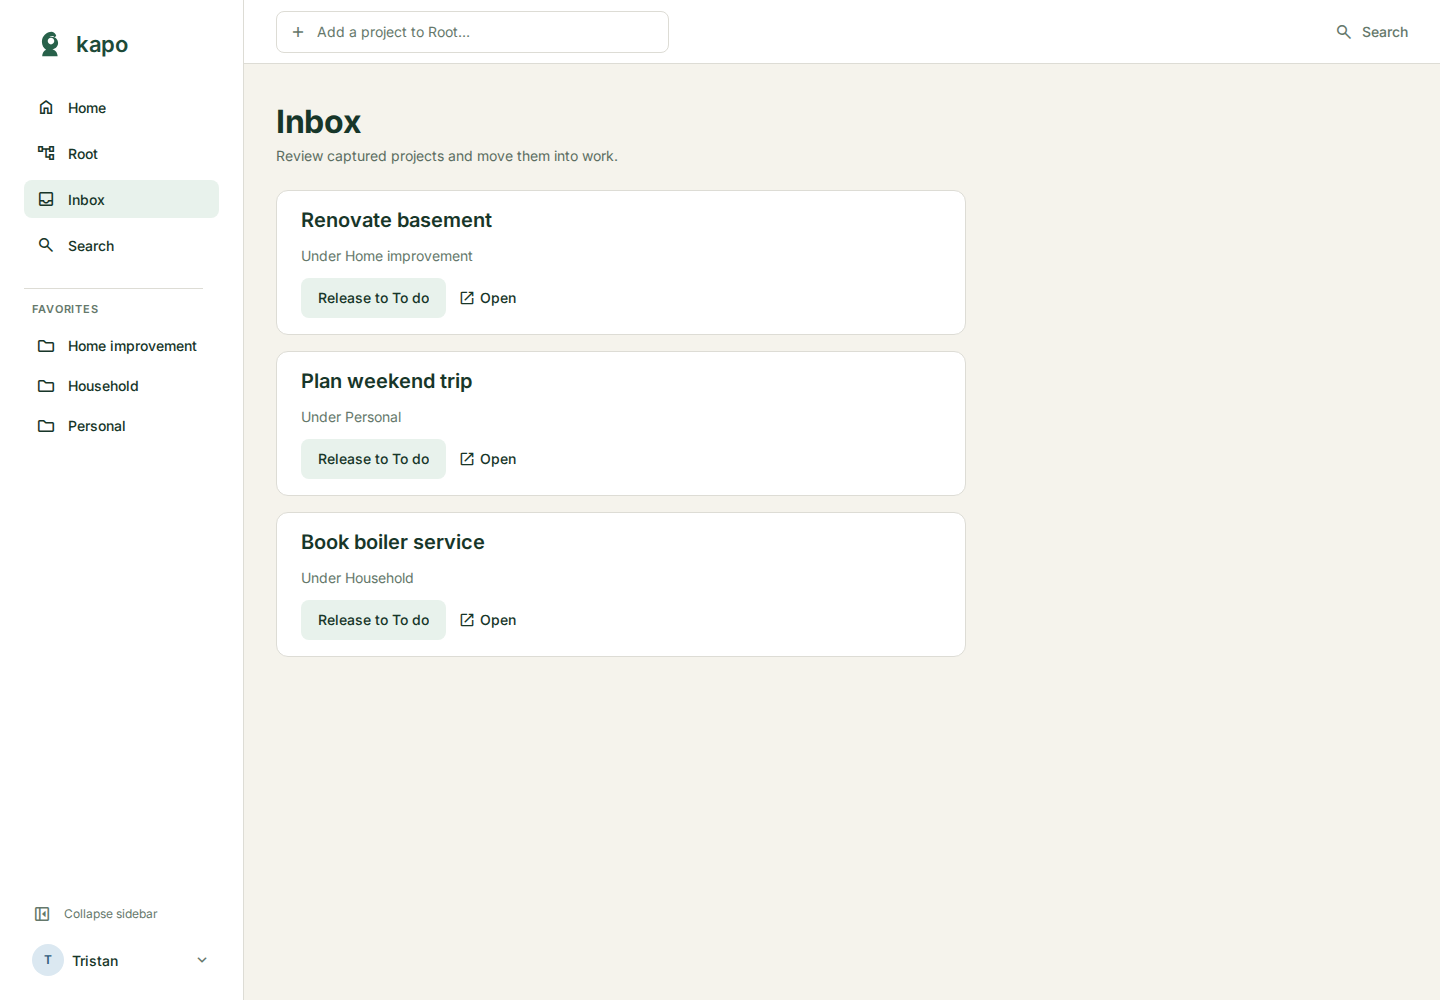 kapo
Home
Root
Inbox
Search
FAVORITES
Home improvement
Household
Personal
Collapse sidebar
T
Tristan
Add a project to Root...
Search
Inbox
Review captured projects and move them into work.
Renovate basement
Under Home improvement
Release to To do
Open
Plan weekend trip
Under Personal
Release to To do
Open
Book boiler service
Under Household
Release to To do
Open